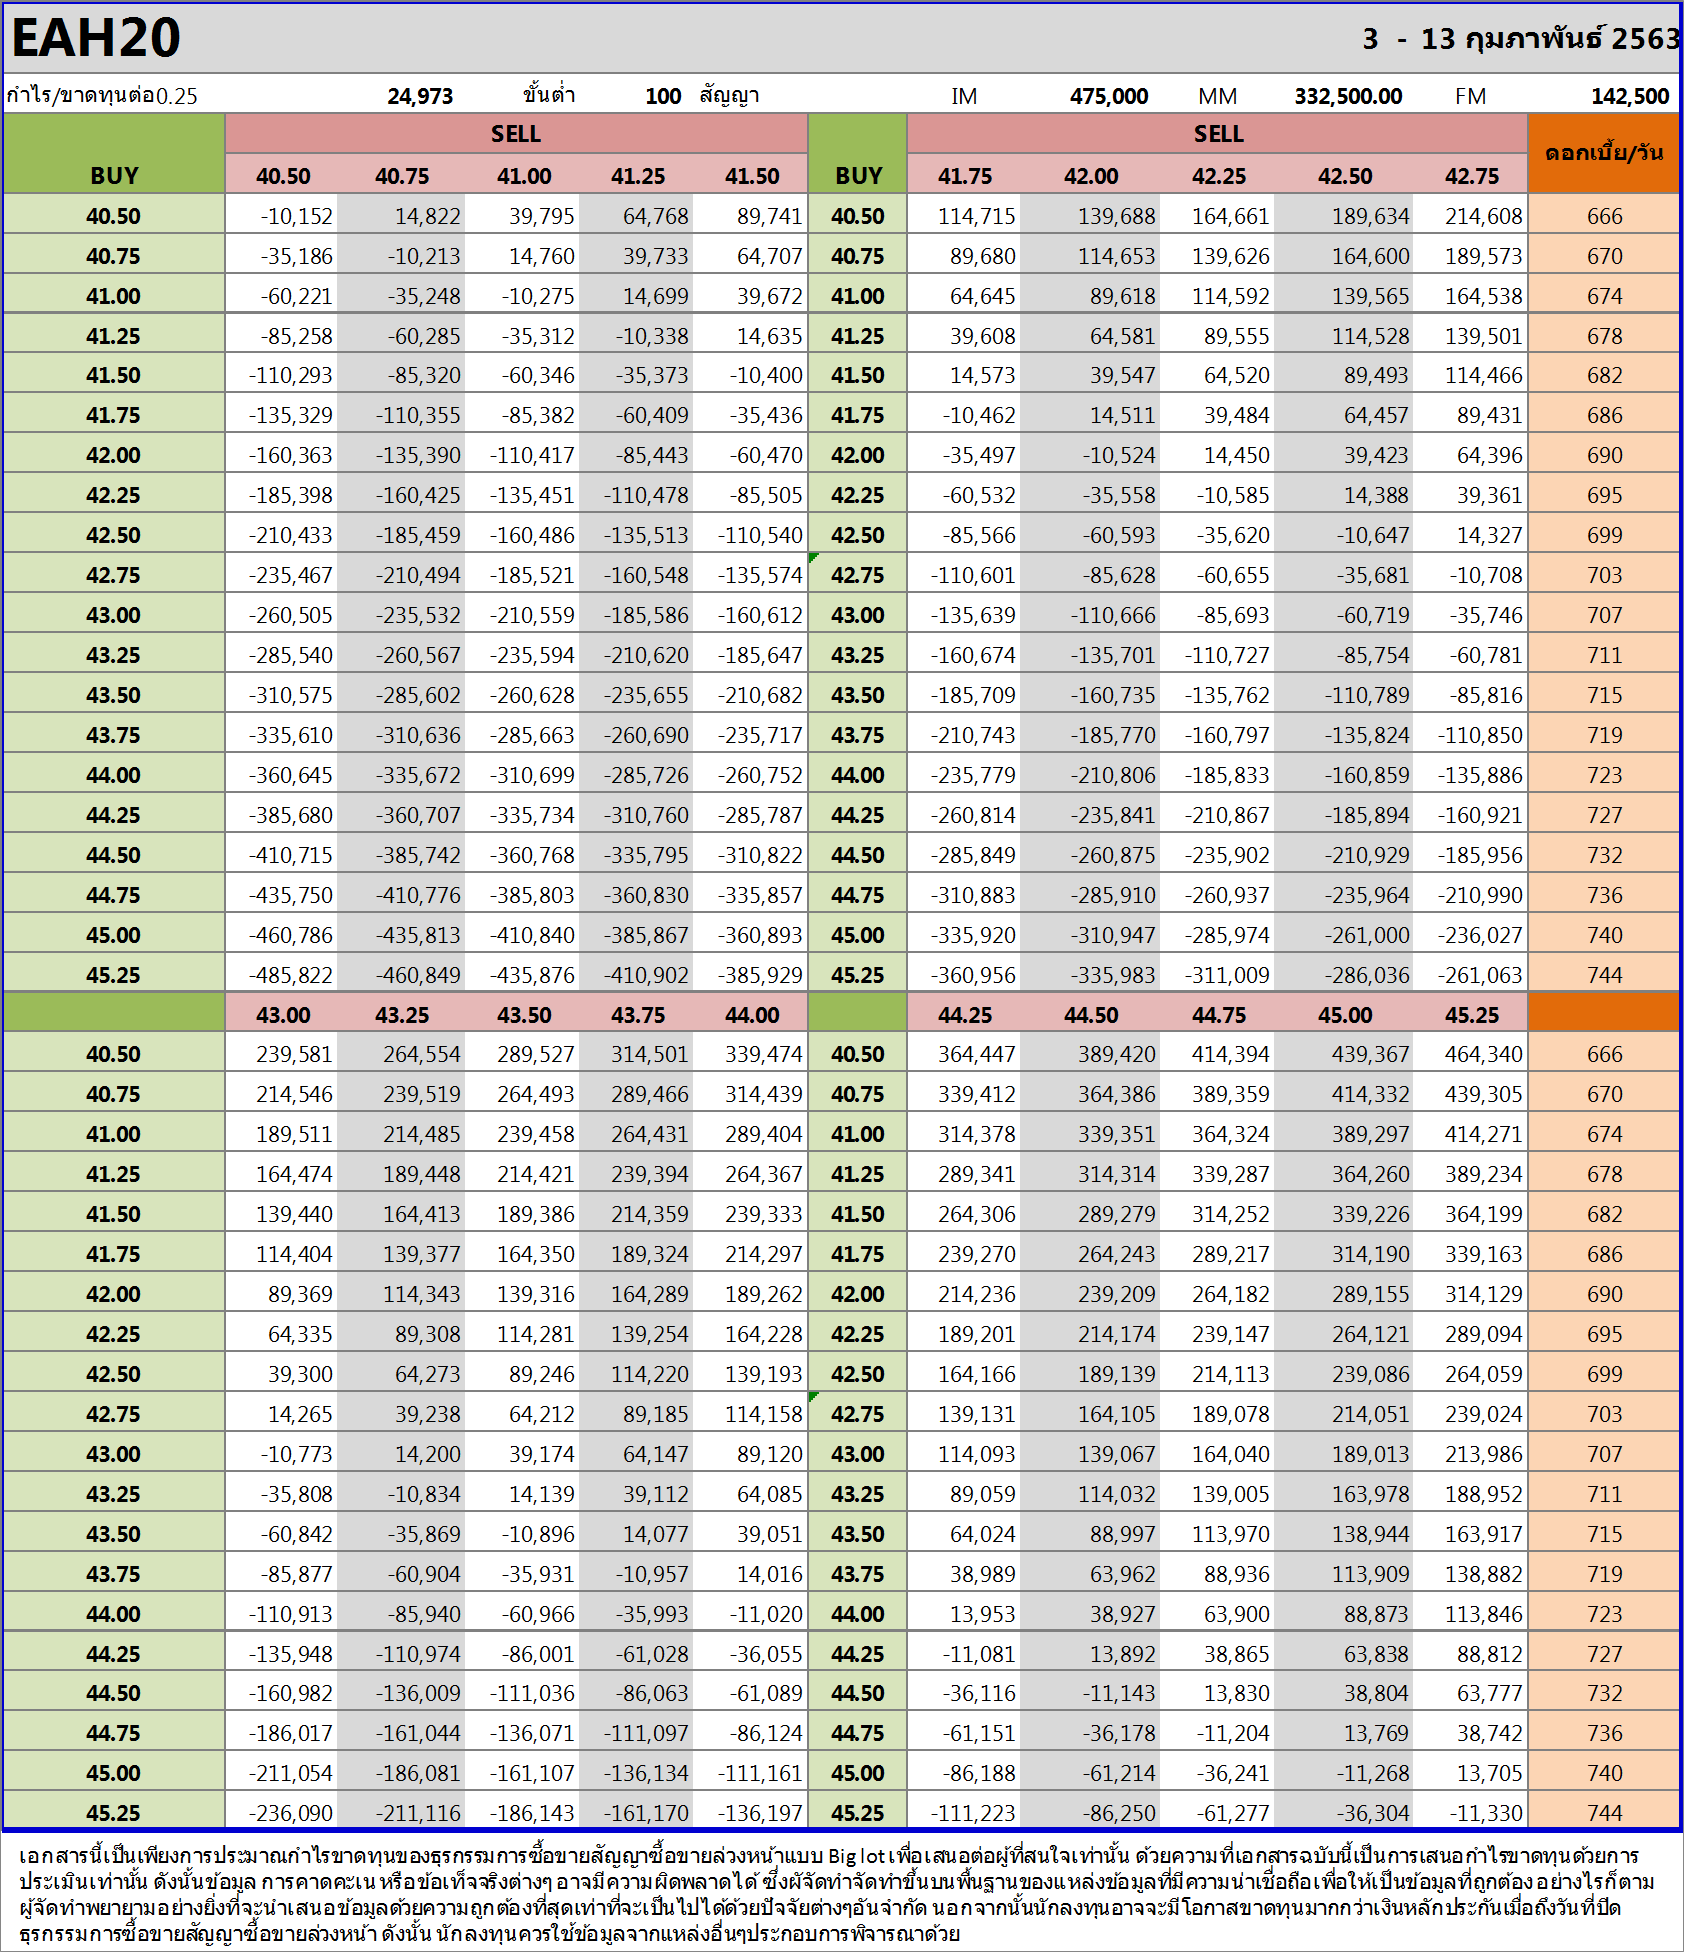 EAH20 3 - 13 กุมภาพันธ์ 2563
กำไร/ขาดทุนต่อ0.25 24,973 ขั้นต่ำ 100 สัญญา IM 475,000 MM 332,500.00 FM 142,500
SELL SELL ดอกเบี้ย/วัน
BUY 40.50 40.75 41.00 41.25 41.50 BUY 41.75 42.00 42.25 42.50 42.75
40.50 -10,152 14,822 39,795 64,768 89,741 40.50 114,715 139,688 164,661 189,634 214,608 666
40.75 -35,186 -10,213 14,760 39,733 64,707 40.75 89,680 114,653 139,626 164,600 189,573 670
41.00 -60,221 -35,248 -10,275 14,699 39,672 41.00 64,645 89,618 114,592 139,565 164,538 674
41.25 -85,258 -60,285 -35,312 -10,338 14,635 41.25 39,608 64,581 89,555 114,528 139,501 678
41.50 -110,293 -85,320 -60,346 -35,373 -10,400 41.50 14,573 39,547 64,520 89,493 114,466 682
41.75 -135,329 -110,355 -85,382 -60,409 -35,436 41.75 -10,462 14,511 39,484 64,457 89,431 686
42.00 -160,363 -135,390 -110,417 -85,443 -60,470 42.00 -35,497 -10,524 14,450 39,423 64,396 690
42.25 -185,398 -160,425 -135,451 -110,478 -85,505 42.25 -60,532 -35,558 -10,585 14,388 39,361 695
42.50 -210,433 -185,459 -160,486 -135,513 -110,540 42.50 -85,566 -60,593 -35,620 -10,647 14,327 699
42.75 -235,467 -210,494 -185,521 -160,548 -135,574 42.75 -110,601 -85,628 -60,655 -35,681 -10,708 703
43.00 -260,505 -235,532 -210,559 -185,586 -160,612 43.00 -135,639 -110,666 -85,693 -60,719 -35,746 707
43.25 -285,540 -260,567 -235,594 -210,620 -185,647 43.25 -160,674 -135,701 -110,727 -85,754 -60,781 711
43.50 -310,575 -285,602 -260,628 -235,655 -210,682 43.50 -185,709 -160,735 -135,762 -110,789 -85,816 715
43.75 -335,610 -310,636 -285,663 -260,690 -235,717 43.75 -210,743 -185,770 -160,797 -135,824 -110,850 719
44.00 -360,645 -335,672 -310,699 -285,726 -260,752 44.00 -235,779 -210,806 -185,833 -160,859 -135,886 723
44.25 -385,680 -360,707 -335,734 -310,760 -285,787 44.25 -260,814 -235,841 -210,867 -185,894 -160,921 727
44.50 -410,715 -385,742 -360,768 -335,795 -310,822 44.50 -285,849 -260,875 -235,902 -210,929 -185,956 732
44.75 -435,750 -410,776 -385,803 -360,830 -335,857 44.75 -310,883 -285,910 -260,937 -235,964 -210,990 736
45.00 -460,786 -435,813 -410,840 -385,867 -360,893 45.00 -335,920 -310,947 -285,974 -261,000 -236,027 740
45.25 -485,822 -460,849 -435,876 -410,902 -385,929 45.25 -360,956 -335,983 -311,009 -286,036 -261,063 744
43.00 43.25 43.50 43.75 44.00 44.25 44.50 44.75 45.00 45.25
40.50 239,581 264,554 289,527 314,501 339,474 40.50 364,447 389,420 414,394 439,367 464,340 666
40.75 214,546 239,519 264,493 289,466 314,439 40.75 339,412 364,386 389,359 414,332 439,305 670
41.00 189,511 214,485 239,458 264,431 289,404 41.00 314,378 339,351 364,324 389,297 414,271 674
41.25 164,474 189,448 214,421 239,394 264,367 41.25 289,341 314,314 339,287 364,260 389,234 678
41.50 139,440 164,413 189,386 214,359 239,333 41.50 264,306 289,279 314,252 339,226 364,199 682
41.75 114,404 139,377 164,350 189,324 214,297 41.75 239,270 264,243 289,217 314,190 339,163 686
42.00 89,369 114,343 139,316 164,289 189,262 42.00 214,236 239,209 264,182 289,155 314,129 690
42.25 64,335 89,308 114,281 139,254 164,228 42.25 189,201 214,174 239,147 264,121 289,094 695
42.50 39,300 64,273 89,246 114,220 139,193 42.50 164,166 189,139 214,113 239,086 264,059 699
42.75 14,265 39,238 64,212 89,185 114,158 42.75 139,131 164,105 189,078 214,051 239,024 703
43.00 -10,773 14,200 39,174 64,147 89,120 43.00 114,093 139,067 164,040 189,013 213,986 707
43.25 -35,808 -10,834 14,139 39,112 64,085 43.25 89,059 114,032 139,005 163,978 188,952 711
43.50 -60,842 -35,869 -10,896 14,077 39,051 43.50 64,024 88,997 113,970 138,944 163,917 715
43.75 -85,877 -60,904 -35,931 -10,957 14,016 43.75 38,989 63,962 88,936 113,909 138,882 719
44.00 -110,913 -85,940 -60,966 -35,993 -11,020 44.00 13,953 38,927 63,900 88,873 113,846 723
44.25 -135,948 -110,974 -86,001 -61,028 -36,055 44.25 -11,081 13,892 38,865 63,838 88,812 727
44.50 -160,982 -136,009 -111,036 -86,063 -61,089 44.50 -36,116 -11,143 13,830 38,804 63,777 732
44.75 -186,017 -161,044 -136,071 -111,097 -86,124 44.75 -61,151 -36,178 -11,204 13,769 38,742 736
45.00 -211,054 -186,081 -161,107 -136,134 -111,161 45.00 -86,188 -61,214 -36,241 -11,268 13,705 740
45.25 -236,090 -211,116 -186,143 -161,170 -136,197 45.25 -111,223 -86,250 -61,277 -36,304 -11,330 744
เอกสารนี้เป็นเพียงการประมาณกำไรขาดทุนของธุรกรรมการซื้อขายสัญญาซื้อขายล่วงหน้าแบบ Big lot เพื่อเสนอต่อผู้ที่สนใจเท่านั้น ด้วยความที่เอกสารฉบับนี้เป็นการเสนอกำไรขาดทุนด้วยการ
ประเมินเท่านั้น ดังนั้นข้อมูล การคาดคะเน หรือข้อเท็จจริงต่างๆ อาจมีความผิดพลาดได้ ซึ่งผู้จัดทำจัดทำขึ้นบนพื้นฐานของแหล่งข้อมูลที่มีความน่าเชื่อถือเพื่อให้เป็นข้อมูลที่ถูกต้อง อย่างไรก็ตาม
ผู้จัดทำพยายามอย่างยิ่งที่จะนำเสนอข้อมูลด้วยความถูกต้องที่สุดเท่าที่จะเป็นไปได้ด้วยปัจจัยต่างๆอันจำกัด นอกจากนั้นนักลงทุนอาจจะมีโอกาสขาดทุนมากกว่าเงินหลักประกันเมื่อถึงวันที่ปิด
ธุรกรรมการซื้อขายสัญญาซื้อขายล่วงหน้า ดังนั้น นักลงทุนควรใช้ข้อมูลจากแหล่งอื่นๆประกอบการพิจารณาด้วย